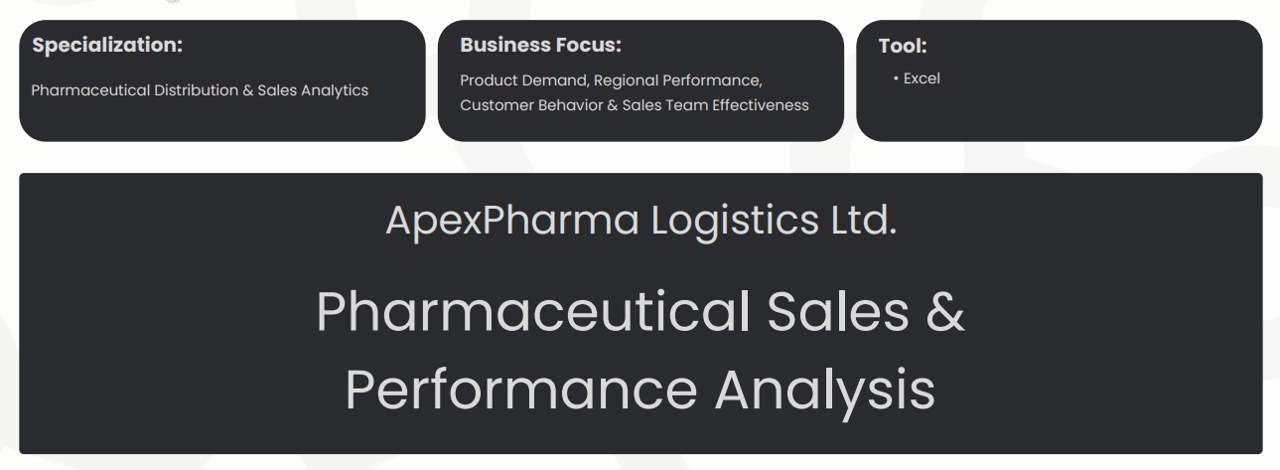 Specialization:
Pharmaceutical Distribution & Sales Analytics
Business Focus:
Product Demand, Regional Performance,
Customer Behavior & Sales Team Effectiveness
Tool:
• Excel
ApexPharma Logistics Ltd.
Pharmaceutical Sales &
Performance Analysis